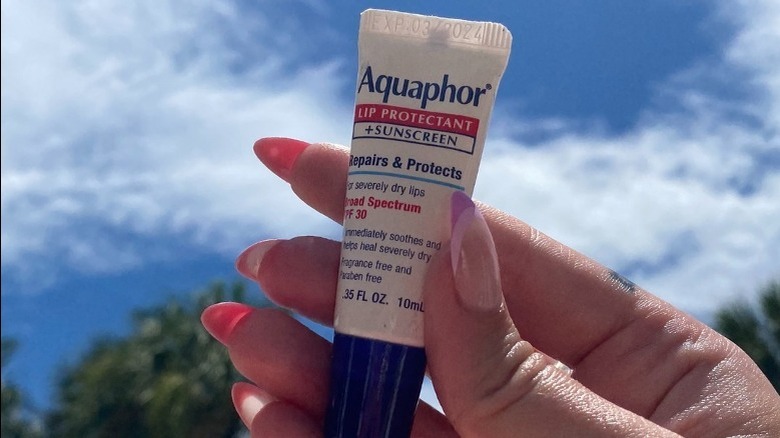 EXP.03/2024
Aquaphor®
LIP PROTECTANT
+SUNSCREEN
Repairs & Protects
For severely dry lips
Broad Spectrum
SPF 30
Immediately soothes and
helps heal severely dry
Fragrance free and
Paraben free
.35 FL OZ. 10mL